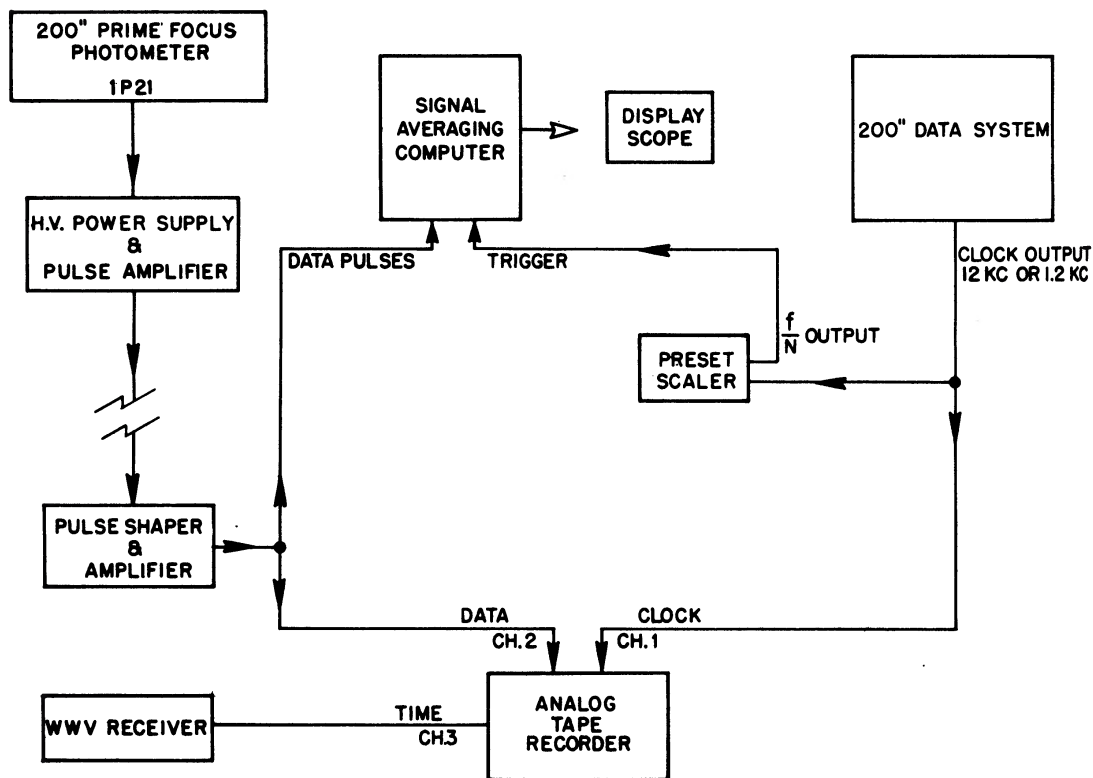 200" PRIME FOCUS
PHOTOMETER
1P21
SIGNAL
AVERAGING
COMPUTER
DISPLAY
SCOPE
200" DATA SYSTEM
H.V. POWER SUPPLY
&
PULSE AMPLIFIER
DATA PULSES
TRIGGER
CLOCK OUTPUT
12 KC OR 1.2 KC
f
N OUTPUT
PRESET
SCALER
PULSE SHAPER
&
AMPLIFIER
DATA
CH.2
CLOCK
CH.1
WWV RECEIVER
TIME
CH.3
ANALOG
TAPE
RECORDER